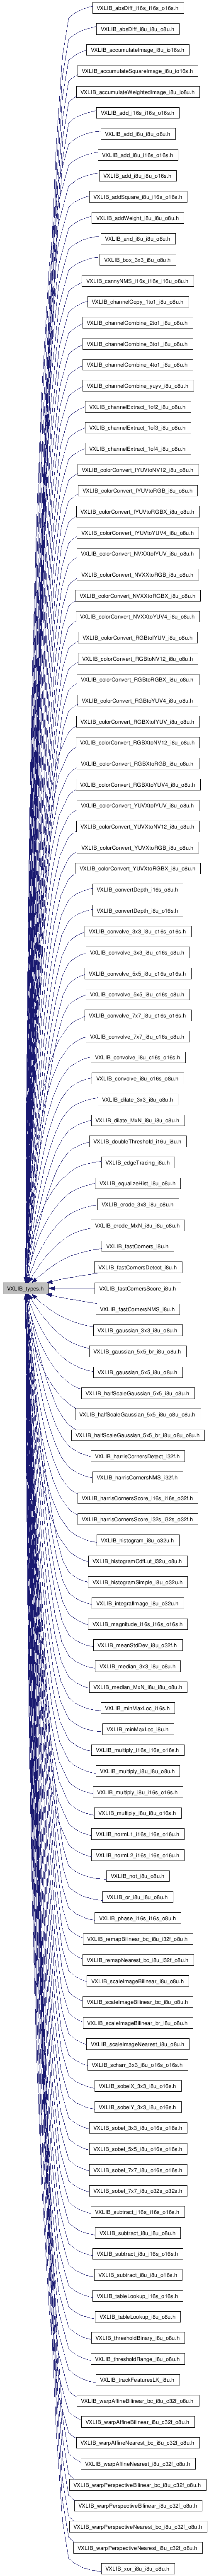 VXLIB_absDiff_i16s_i16s_o16s.h
VXLIB_absDiff_i8u_i8u_o8u.h
VXLIB_accumulateImage_i8u_io16s.h
VXLIB_accumulateSquareImage_i8u_io16s.h
VXLIB_accumulateWeightedImage_i8u_io8u.h
VXLIB_add_i16s_i16s_o16s.h
VXLIB_add_i8u_i8u_o8u.h
VXLIB_add_i8u_i16s_o16s.h
VXLIB_add_i8u_i8u_o16s.h
VXLIB_addSquare_i8u_i16s_o16s.h
VXLIB_addWeight_i8u_i8u_o8u.h
VXLIB_and_i8u_i8u_o8u.h
VXLIB_box_3x3_i8u_o8u.h
VXLIB_cannyNMS_i16s_i16s_i16u_o8u.h
VXLIB_channelCopy_1to1_i8u_o8u.h
VXLIB_channelCombine_2to1_i8u_o8u.h
VXLIB_channelCombine_3to1_i8u_o8u.h
VXLIB_channelCombine_4to1_i8u_o8u.h
VXLIB_channelCombine_yuyv_i8u_o8u.h
VXLIB_channelExtract_1of2_i8u_o8u.h
VXLIB_channelExtract_1of3_i8u_o8u.h
VXLIB_channelExtract_1of4_i8u_o8u.h
VXLIB_colorConvert_IYUVtoNV12_i8u_o8u.h
VXLIB_colorConvert_IYUVtoRGB_i8u_o8u.h
VXLIB_colorConvert_IYUVtoRGBX_i8u_o8u.h
VXLIB_colorConvert_IYUVtoYUV4_i8u_o8u.h
VXLIB_colorConvert_NVXXtoIYUV_i8u_o8u.h
VXLIB_colorConvert_NVXXtoRGB_i8u_o8u.h
VXLIB_colorConvert_NVXXtoRGBX_i8u_o8u.h
VXLIB_colorConvert_NVXXtoYUV4_i8u_o8u.h
VXLIB_colorConvert_RGBtoIYUV_i8u_o8u.h
VXLIB_colorConvert_RGBtoNV12_i8u_o8u.h
VXLIB_colorConvert_RGBtoRGBX_i8u_o8u.h
VXLIB_colorConvert_RGBtoYUV4_i8u_o8u.h
VXLIB_colorConvert_RGBXtoIYUV_i8u_o8u.h
VXLIB_colorConvert_RGBXtoNV12_i8u_o8u.h
VXLIB_colorConvert_RGBXtoRGB_i8u_o8u.h
VXLIB_colorConvert_RGBXtoYUV4_i8u_o8u.h
VXLIB_colorConvert_YUVXtoIYUV_i8u_o8u.h
VXLIB_colorConvert_YUVXtoNV12_i8u_o8u.h
VXLIB_colorConvert_YUVXtoRGB_i8u_o8u.h
VXLIB_colorConvert_YUVXtoRGBX_i8u_o8u.h
VXLIB_convertDepth_i16s_o8u.h
VXLIB_convertDepth_i8u_o16s.h
VXLIB_convolve_3x3_i8u_c16s_o16s.h
VXLIB_convolve_3x3_i8u_c16s_o8u.h
VXLIB_convolve_5x5_i8u_c16s_o16s.h
VXLIB_convolve_5x5_i8u_c16s_o8u.h
VXLIB_convolve_7x7_i8u_c16s_o16s.h
VXLIB_convolve_7x7_i8u_c16s_o8u.h
VXLIB_convolve_i8u_c16s_o16s.h
VXLIB_convolve_i8u_c16s_o8u.h
VXLIB_dilate_3x3_i8u_o8u.h
VXLIB_dilate_MxN_i8u_i8u_o8u.h
VXLIB_doubleThreshold_i16u_i8u.h
VXLIB_edgeTracing_i8u.h
VXLIB_equalizeHist_i8u_o8u.h
VXLIB_erode_3x3_i8u_o8u.h
VXLIB_erode_MxN_i8u_i8u_o8u.h
VXLIB_fastCorners_i8u.h
VXLIB_fastCornersDetect_i8u.h
VXLIB_types.h
VXLIB_fastCornersScore_i8u.h
VXLIB_fastCornersNMS_i8u.h
VXLIB_gaussian_3x3_i8u_o8u.h
VXLIB_gaussian_5x5_br_i8u_o8u.h
VXLIB_gaussian_5x5_i8u_o8u.h
VXLIB_halfScaleGaussian_5x5_i8u_o8u.h
VXLIB_halfScaleGaussian_5x5_i8u_o8u_o8u.h
VXLIB_halfScaleGaussian_5x5_br_i8u_o8u_o8u.h
VXLIB_harrisCornersDetect_i32f.h
VXLIB_harrisCornersNMS_i32f.h
VXLIB_harrisCornersScore_i16s_i16s_o32f.h
VXLIB_harrisCornersScore_i32s_i32s_o32f.h
VXLIB_histogram_i8u_o32u.h
VXLIB_histogramCdfLut_i32u_o8u.h
VXLIB_histogramSimple_i8u_o32u.h
VXLIB_integralImage_i8u_o32u.h
VXLIB_magnitude_i16s_i16s_o16s.h
VXLIB_meanStdDev_i8u_o32f.h
VXLIB_median_3x3_i8u_o8u.h
VXLIB_median_MxN_i8u_i8u_o8u.h
VXLIB_minMaxLoc_i16s.h
VXLIB_minMaxLoc_i8u.h
VXLIB_multiply_i16s_i16s_o16s.h
VXLIB_multiply_i8u_i8u_o8u.h
VXLIB_multiply_i8u_i16s_o16s.h
VXLIB_multiply_i8u_i8u_o16s.h
VXLIB_normL1_i16s_i16s_o16u.h
VXLIB_normL2_i16s_i16s_o16u.h
VXLIB_not_i8u_o8u.h
VXLIB_or_i8u_i8u_o8u.h
VXLIB_phase_i16s_i16s_o8u.h
VXLIB_remapBilinear_bc_i8u_i32f_o8u.h
VXLIB_remapNearest_bc_i8u_i32f_o8u.h
VXLIB_scaleImageBilinear_i8u_o8u.h
VXLIB_scaleImageBilinear_bc_i8u_o8u.h
VXLIB_scaleImageBilinear_br_i8u_o8u.h
VXLIB_scaleImageNearest_i8u_o8u.h
VXLIB_scharr_3x3_i8u_o16s_o16s.h
VXLIB_sobelX_3x3_i8u_o16s.h
VXLIB_sobelY_3x3_i8u_o16s.h
VXLIB_sobel_3x3_i8u_o16s_o16s.h
VXLIB_sobel_5x5_i8u_o16s_o16s.h
VXLIB_sobel_7x7_i8u_o16s_o16s.h
VXLIB_sobel_7x7_i8u_o32s_o32s.h
VXLIB_subtract_i16s_i16s_o16s.h
VXLIB_subtract_i8u_i8u_o8u.h
VXLIB_subtract_i8u_i16s_o16s.h
VXLIB_subtract_i8u_i8u_o16s.h
VXLIB_tableLookup_i16s_o16s.h
VXLIB_tableLookup_i8u_o8u.h
VXLIB_thresholdBinary_i8u_o8u.h
VXLIB_thresholdRange_i8u_o8u.h
VXLIB_trackFeaturesLK_i8u.h
VXLIB_warpAffineBilinear_bc_i8u_c32f_o8u.h
VXLIB_warpAffineBilinear_i8u_c32f_o8u.h
VXLIB_warpAffineNearest_bc_i8u_c32f_o8u.h
VXLIB_warpAffineNearest_i8u_c32f_o8u.h
VXLIB_warpPerspectiveBilinear_bc_i8u_c32f_o8u.h
VXLIB_warpPerspectiveBilinear_i8u_c32f_o8u.h
VXLIB_warpPerspectiveNearest_bc_i8u_c32f_o8u.h
VXLIB_warpPerspectiveNearest_i8u_c32f_o8u.h
VXLIB_xor_i8u_i8u_o8u.h